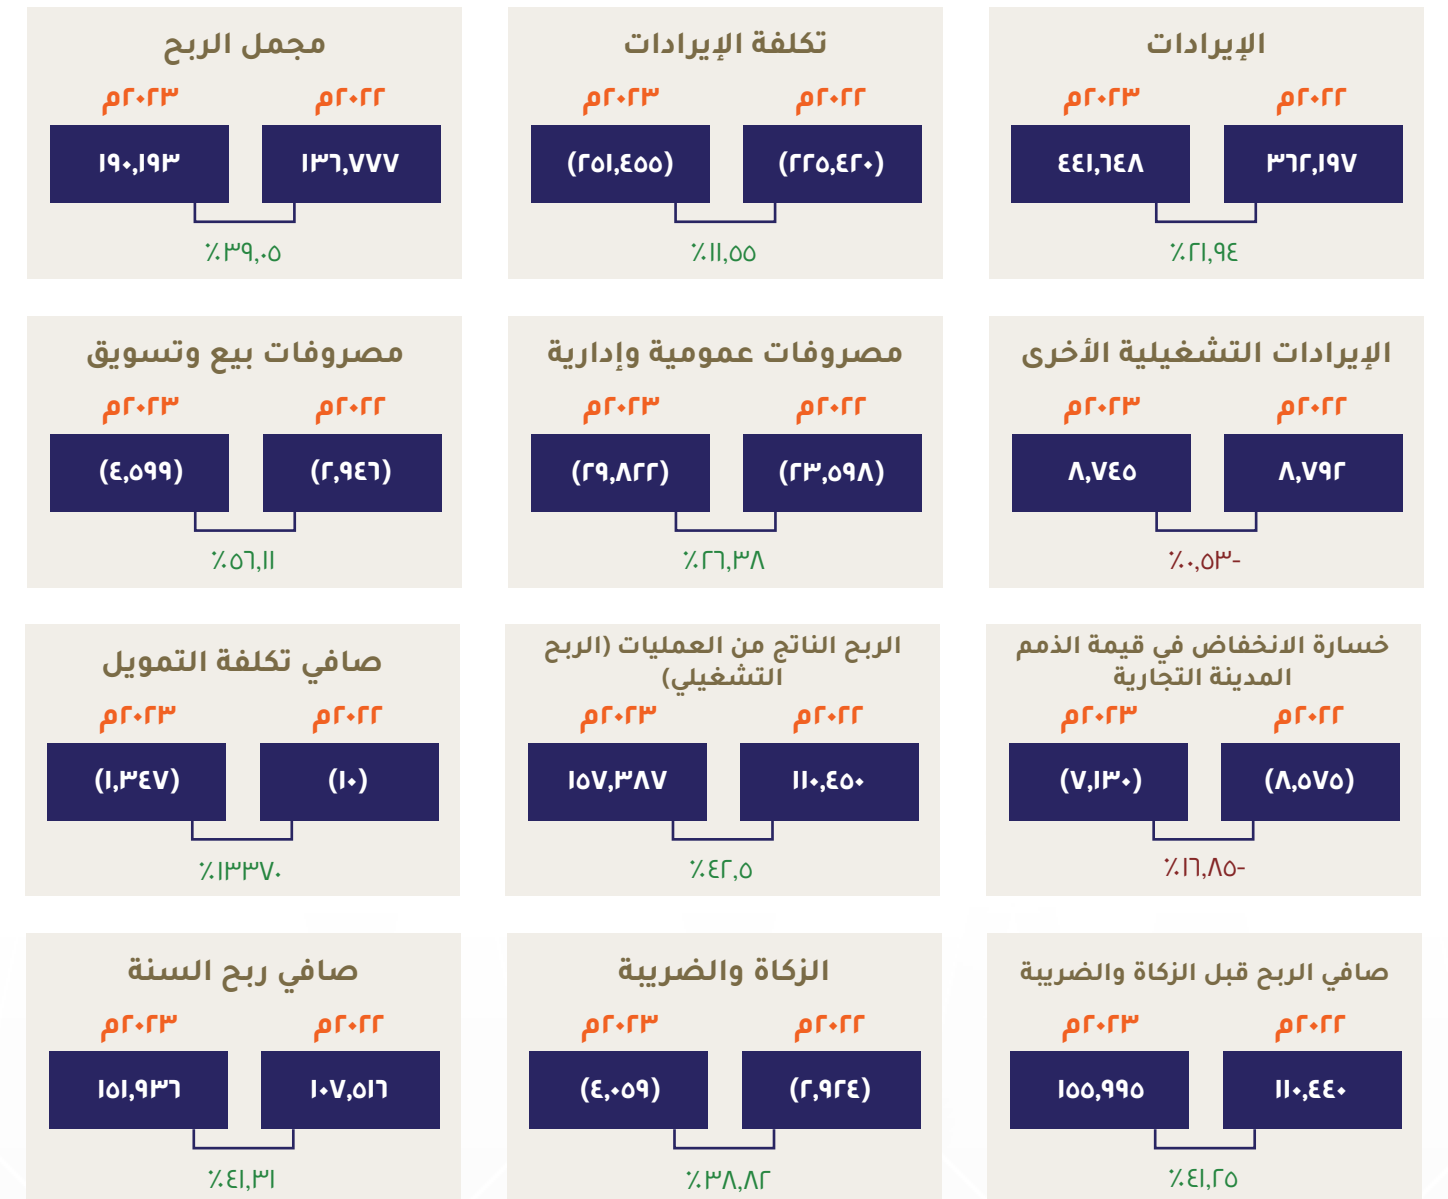 الإيرادات
٢٠٢٢م ٢٠٢٣م
٣٦٢,١٩٧ ٤٤١,٦٤٨
٢١,٩٤٪
تكلفة الإيرادات
٢٠٢٢م ٢٠٢٣م
(٢٢٥,٤٢٠) (٢٥١,٤٥٥)
١١,٥٥٪
مجمل الربح
٢٠٢٢م ٢٠٢٣م
١٣٦,٧٧٧ ١٩٠,١٩٣
٣٩,٠٥٪
الإيرادات التشغيلية الأخرى
٢٠٢٢م ٢٠٢٣م
٨,٧٩٢ ٨,٧٤٥
-٠,٥٣٪
مصروفات عمومية وإدارية
٢٠٢٢م ٢٠٢٣م
(٢٣,٥٩٨) (٢٩,٨٢٢)
٢٦,٣٨٪
مصروفات بيع وتسويق
٢٠٢٢م ٢٠٢٣م
(٢,٩٤٦) (٤,٥٩٩)
٥٦,١١٪
خسارة الانخفاض في قيمة الذمم
المدينة التجارية
٢٠٢٢م ٢٠٢٣م
(٨,٥٧٥) (٧,١٣٠)
-١٦,٨٥٪
الربح الناتج من العمليات (الربح
التشغيلي)
٢٠٢٢م ٢٠٢٣م
١١٠,٤٥٠ ١٥٧,٣٨٧
٤٢,٥٪
صافي تكلفة التمويل
٢٠٢٢م ٢٠٢٣م
(١٠) (١,٣٤٧)
١٣٣٧٠٪
صافي الربح قبل الزكاة والضريبة
٢٠٢٢م ٢٠٢٣م
١١٠,٤٤٠ ١٥٥,٩٩٥
٤١,٢٥٪
الزكاة والضريبة
٢٠٢٢م ٢٠٢٣م
(٢,٩٢٤) (٤,٠٥٩)
٣٨,٨٢٪
صافي ربح السنة
٢٠٢٢م ٢٠٢٣م
١٠٧,٥١٦ ١٥١,٩٣٦
٤١,٣١٪